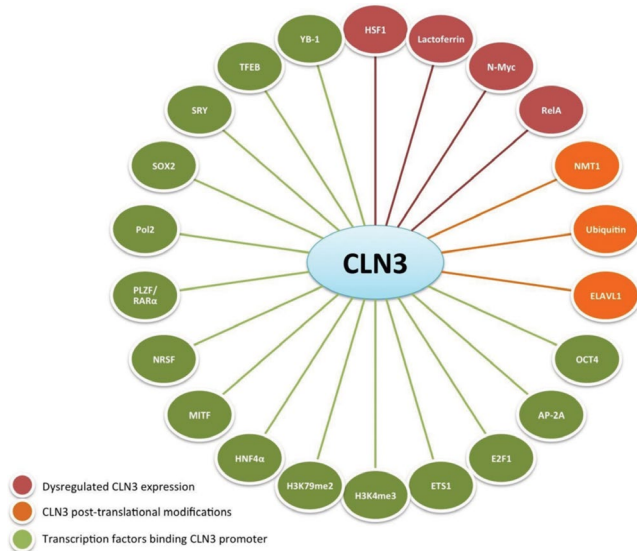 HSF1
Lactoferrin
N-Myc
RelA
NMT1
Ubiquitin
ELAVL1
OCT4
AP-2A
E2F1
ETS1
H3K4me3
H3K79me2
HNF4α
MITF
NRSF
PLZF/
RARα
Pol2
SOX2
SRY
TFEB
YB-1
CLN3
Dysregulated CLN3 expression
CLN3 post-translational modifications
Transcription factors binding CLN3 promoter